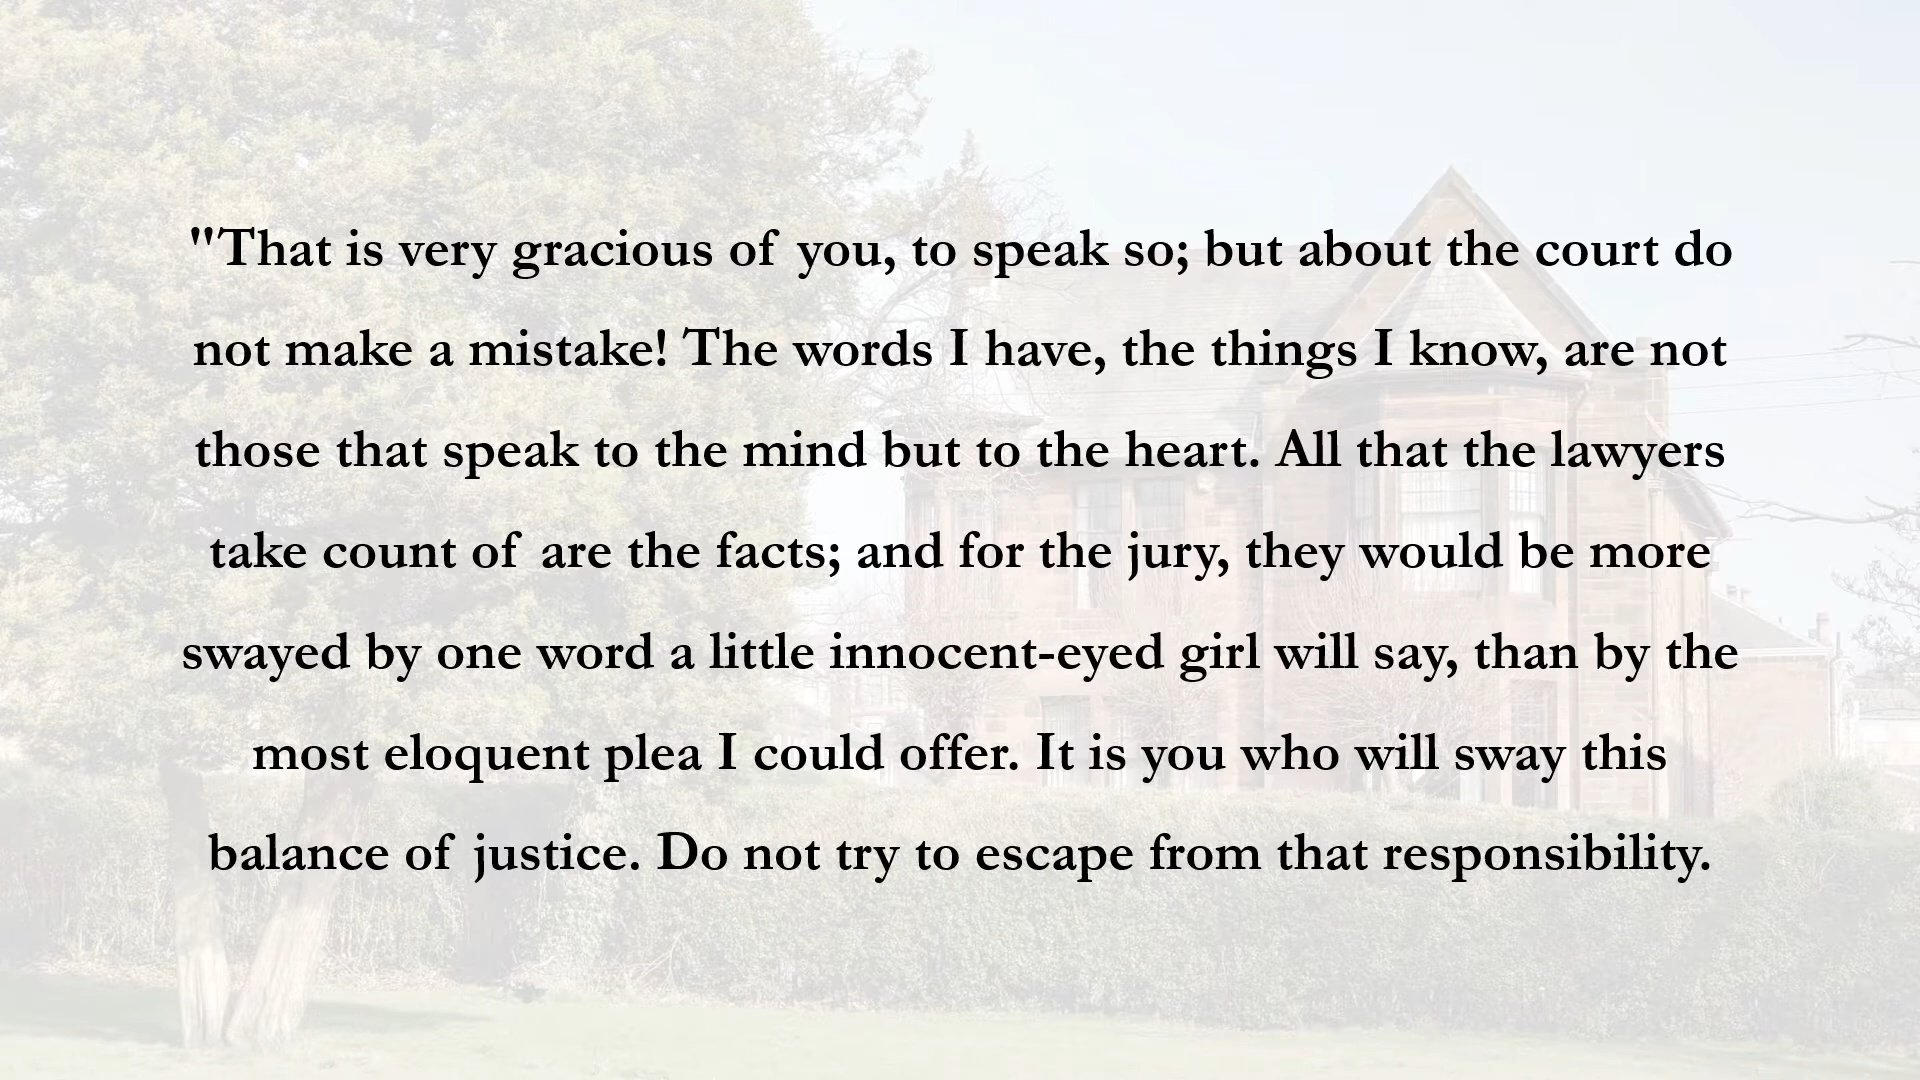 "That is very gracious of you, to speak so; but about the court do
not make a mistake! The words I have, the things I know, are not
those that speak to the mind but to the heart. All that the lawyers
take count of are the facts; and for the jury, they would be more
swayed by one word a little innocent-eyed girl will say, than by the
most eloquent plea I could offer. It is you who will sway this
balance of justice. Do not try to escape from that responsibility.